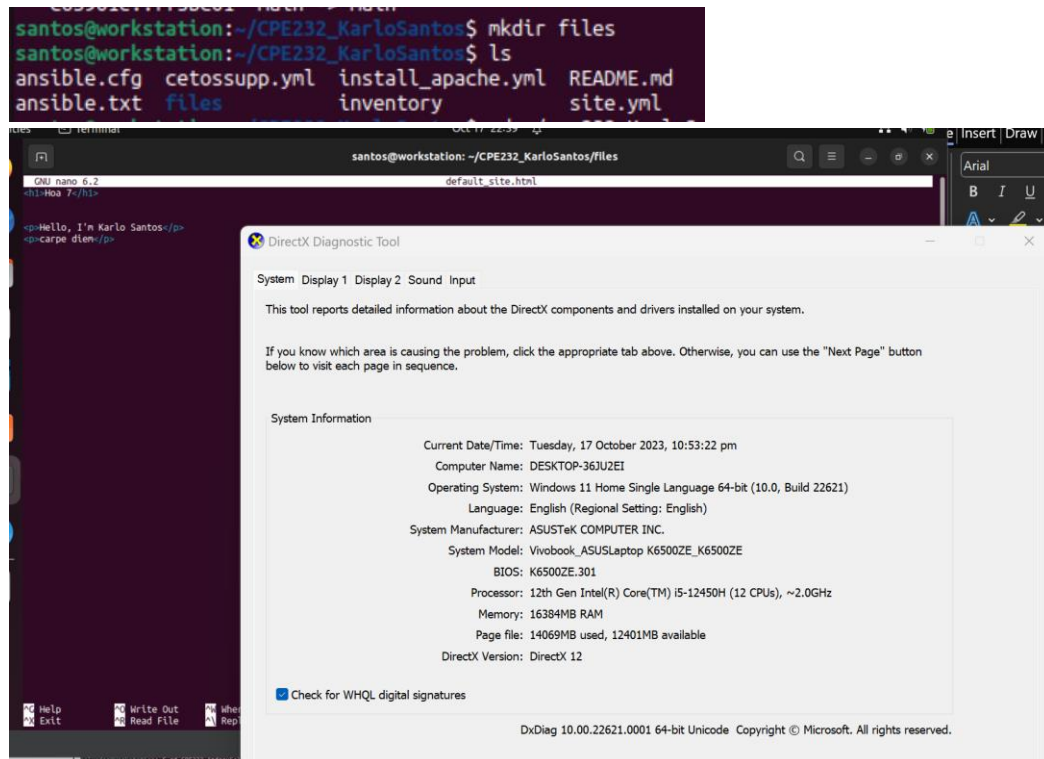 santos@workstation:~/CPE232_KarloSantos$ mkdir files
santos@workstation:~/CPE232_KarloSantos$ ls
ansible.cfg cetossupp.yml install_apache.yml README.md
ansible.txt files inventory site.yml
Terminal Oct 17 22:39
Insert Draw
santos@workstation: ~/CPE232_KarloSantos/files
Arial
B I U
GNU nano 6.2 default_site.html
<h1>Hoa 7</h1>
<p>Hello, I'm Karlo Santos</p>
<p>carpe diem</p>
DirectX Diagnostic Tool
System Display 1 Display 2 Sound Input
This tool reports detailed information about the DirectX components and drivers installed on your system.
If you know which area is causing the problem, click the appropriate tab above. Otherwise, you can use the "Next Page" button
below to visit each page in sequence.
System Information
Current Date/Time: Tuesday, 17 October 2023, 10:53:22 pm
Computer Name: DESKTOP-36JU2EI
Operating System: Windows 11 Home Single Language 64-bit (10.0, Build 22621)
Language: English (Regional Setting: English)
System Manufacturer: ASUSTeK COMPUTER INC.
System Model: Vivobook_ASUSLaptop K6500ZE_K6500ZE
BIOS: K6500ZE.301
Processor: 12th Gen Intel(R) Core(TM) i5-12450H (12 CPUs), ~2.0GHz
Memory: 16384MB RAM
Page file: 14069MB used, 12401MB available
DirectX Version: DirectX 12
Check for WHQL digital signatures
^G Help ^O Write Out ^W Wher
^X Exit ^R Read File ^\ Repl
DxDiag 10.00.22621.0001 64-bit Unicode Copyright © Microsoft. All rights reserved.